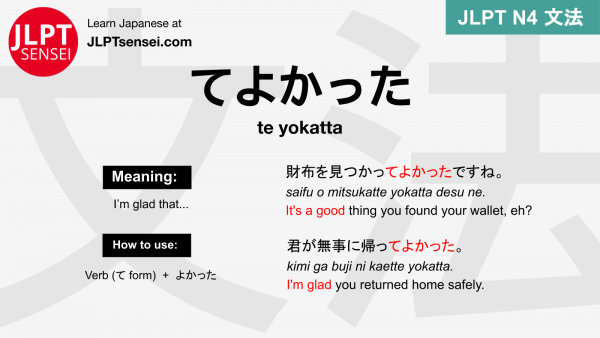 JLPT
SENSEI
Learn Japanese at
JLPTsensei.com
JLPT N4 文法
文法
てよかった
te yokatta
Meaning:
I'm glad that...
How to use:
Verb (て form) + よかった
財布を見つかってよかったですね。
saifu o mitsukatte yokatta desu ne.
It's a good thing you found your wallet, eh?
君が無事に帰ってよかった。
kimi ga buji ni kaette yokatta.
I'm glad you returned home safely.